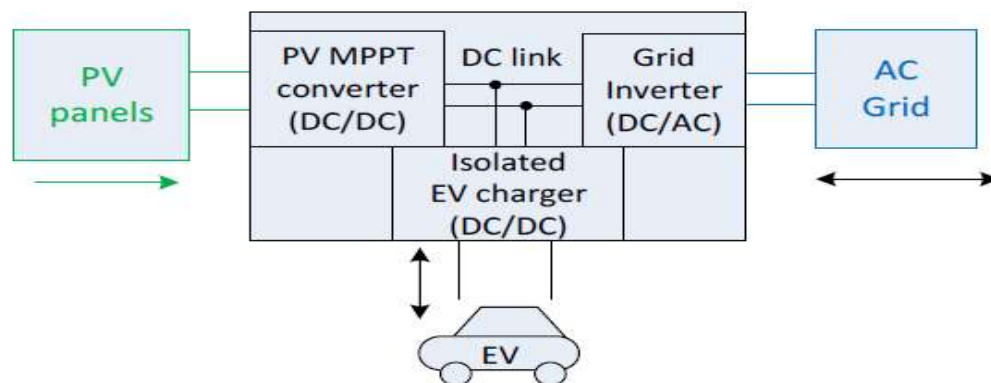 PV
panels
PV MPPT
converter
(DC/DC)
DC link
Grid
Inverter
(DC/AC)
AC
Grid
Isolated
EV charger
(DC/DC)
EV